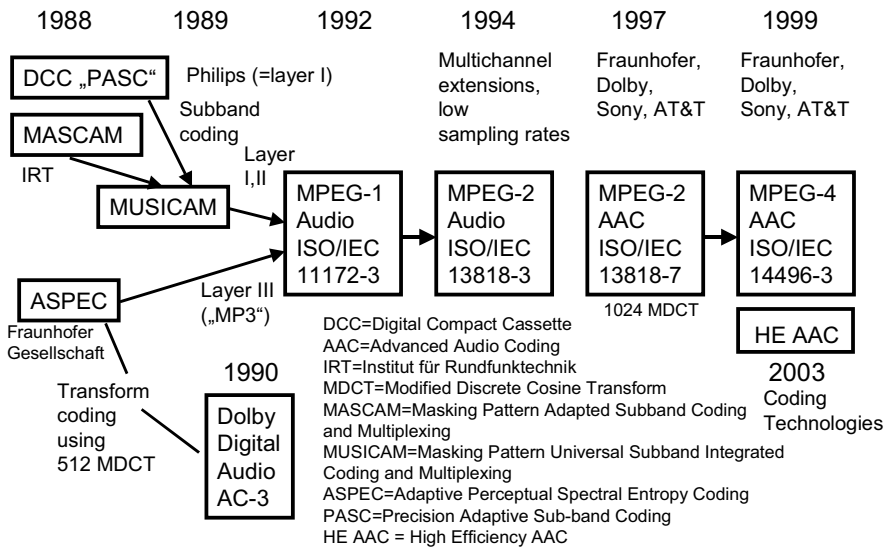 1988 1989 1992 1994 1997 1999
DCC „PASC“
Philips (=layer I)
Subband
coding
MASCAM
IRT
MUSICAM
Layer
I,II
Multichannel
extensions,
low
sampling rates
Fraunhofer,
Dolby,
Sony, AT&T
Fraunhofer,
Dolby,
Sony, AT&T
MPEG-1
Audio
ISO/IEC
11172-3
MPEG-2
Audio
ISO/IEC
13818-3
MPEG-2
AAC
ISO/IEC
13818-7
1024 MDCT
MPEG-4
AAC
ISO/IEC
14496-3
HE AAC
2003
Coding
Technologies
ASPEC
Fraunhofer
Gesellschaft
Layer III
(„MP3“)
Transform
coding
using
512 MDCT
1990
Dolby
Digital
Audio
AC-3
DCC=Digital Compact Cassette
AAC=Advanced Audio Coding
IRT=Institut für Rundfunktechnik
MDCT=Modified Discrete Cosine Transform
MASCAM=Masking Pattern Adapted Subband Coding
and Multiplexing
MUSICAM=Masking Pattern Universal Subband Integrated
Coding and Multiplexing
ASPEC=Adaptive Perceptual Spectral Entropy Coding
PASC=Precision Adaptive Sub-band Coding
HE AAC = High Efficiency AAC